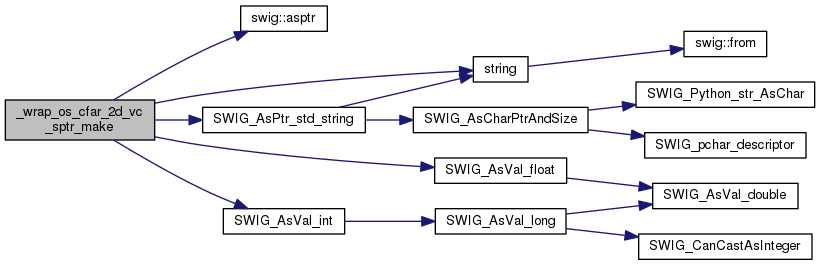 swig::asptr
swig::from
string
_wrap_os_cfar_2d_vc
_sptr_make
SWIG_Python_str_AsChar
SWIG_AsPtr_std_string
SWIG_AsCharPtrAndSize
SWIG_pchar_descriptor
SWIG_AsVal_float
SWIG_AsVal_double
SWIG_AsVal_int
SWIG_AsVal_long
SWIG_CanCastAsInteger